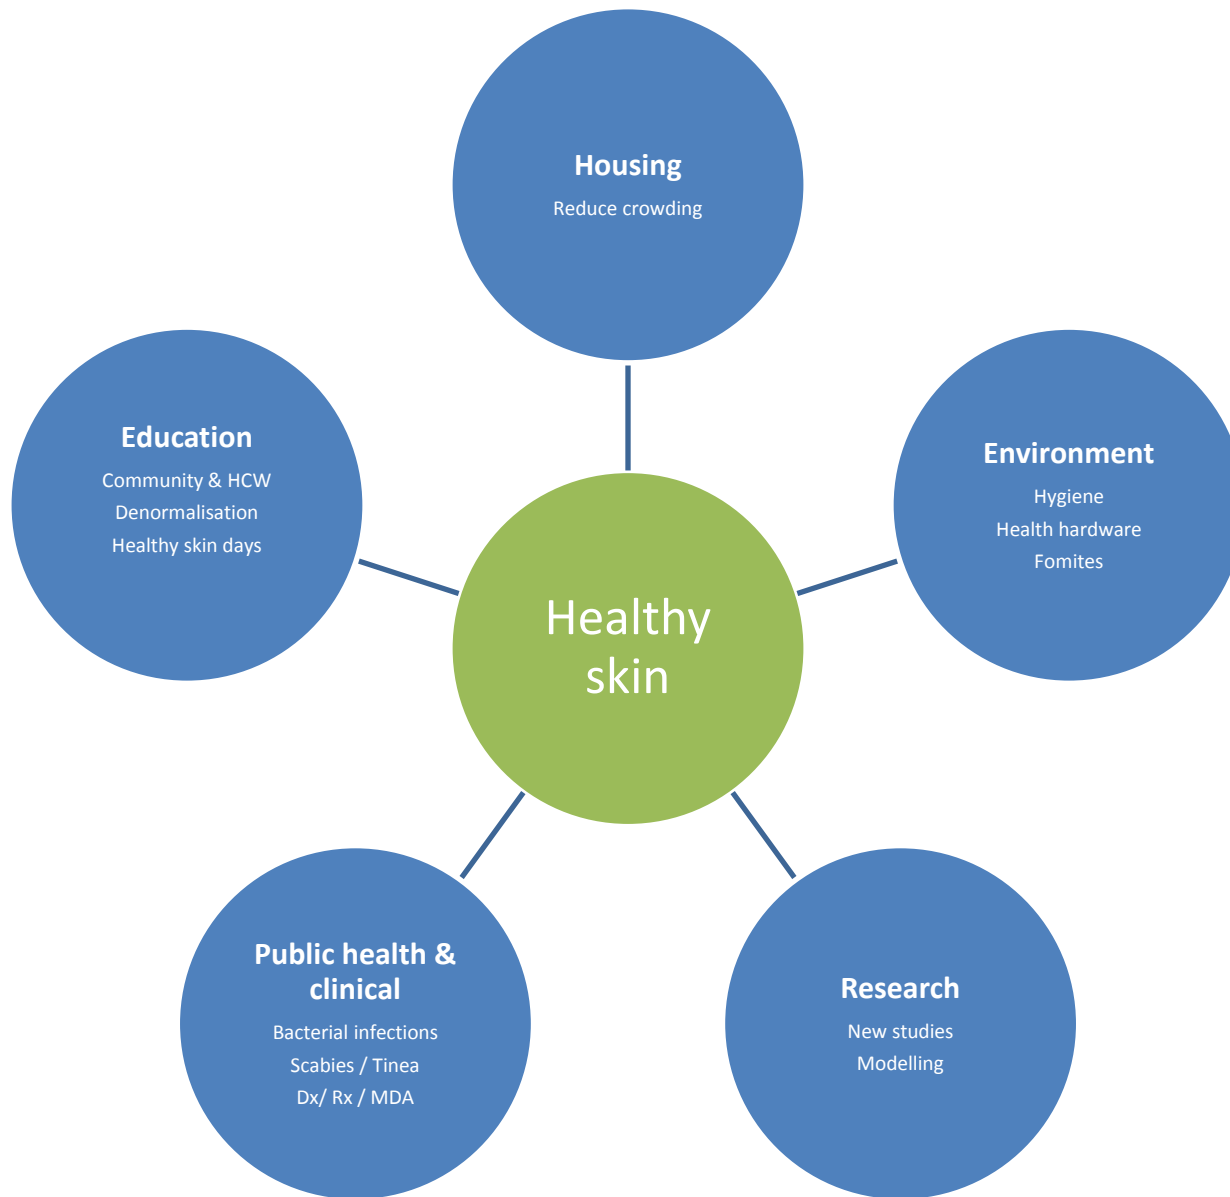 Housing
Reduce crowding
Education
Community & HCW
Denormalisation
Healthy skin days
Environment
Hygiene
Health hardware
Fomites
Healthy
skin
Public health &
clinical
Bacterial infections
Scabies / Tinea
Dx/ Rx / MDA
Research
New studies
Modelling